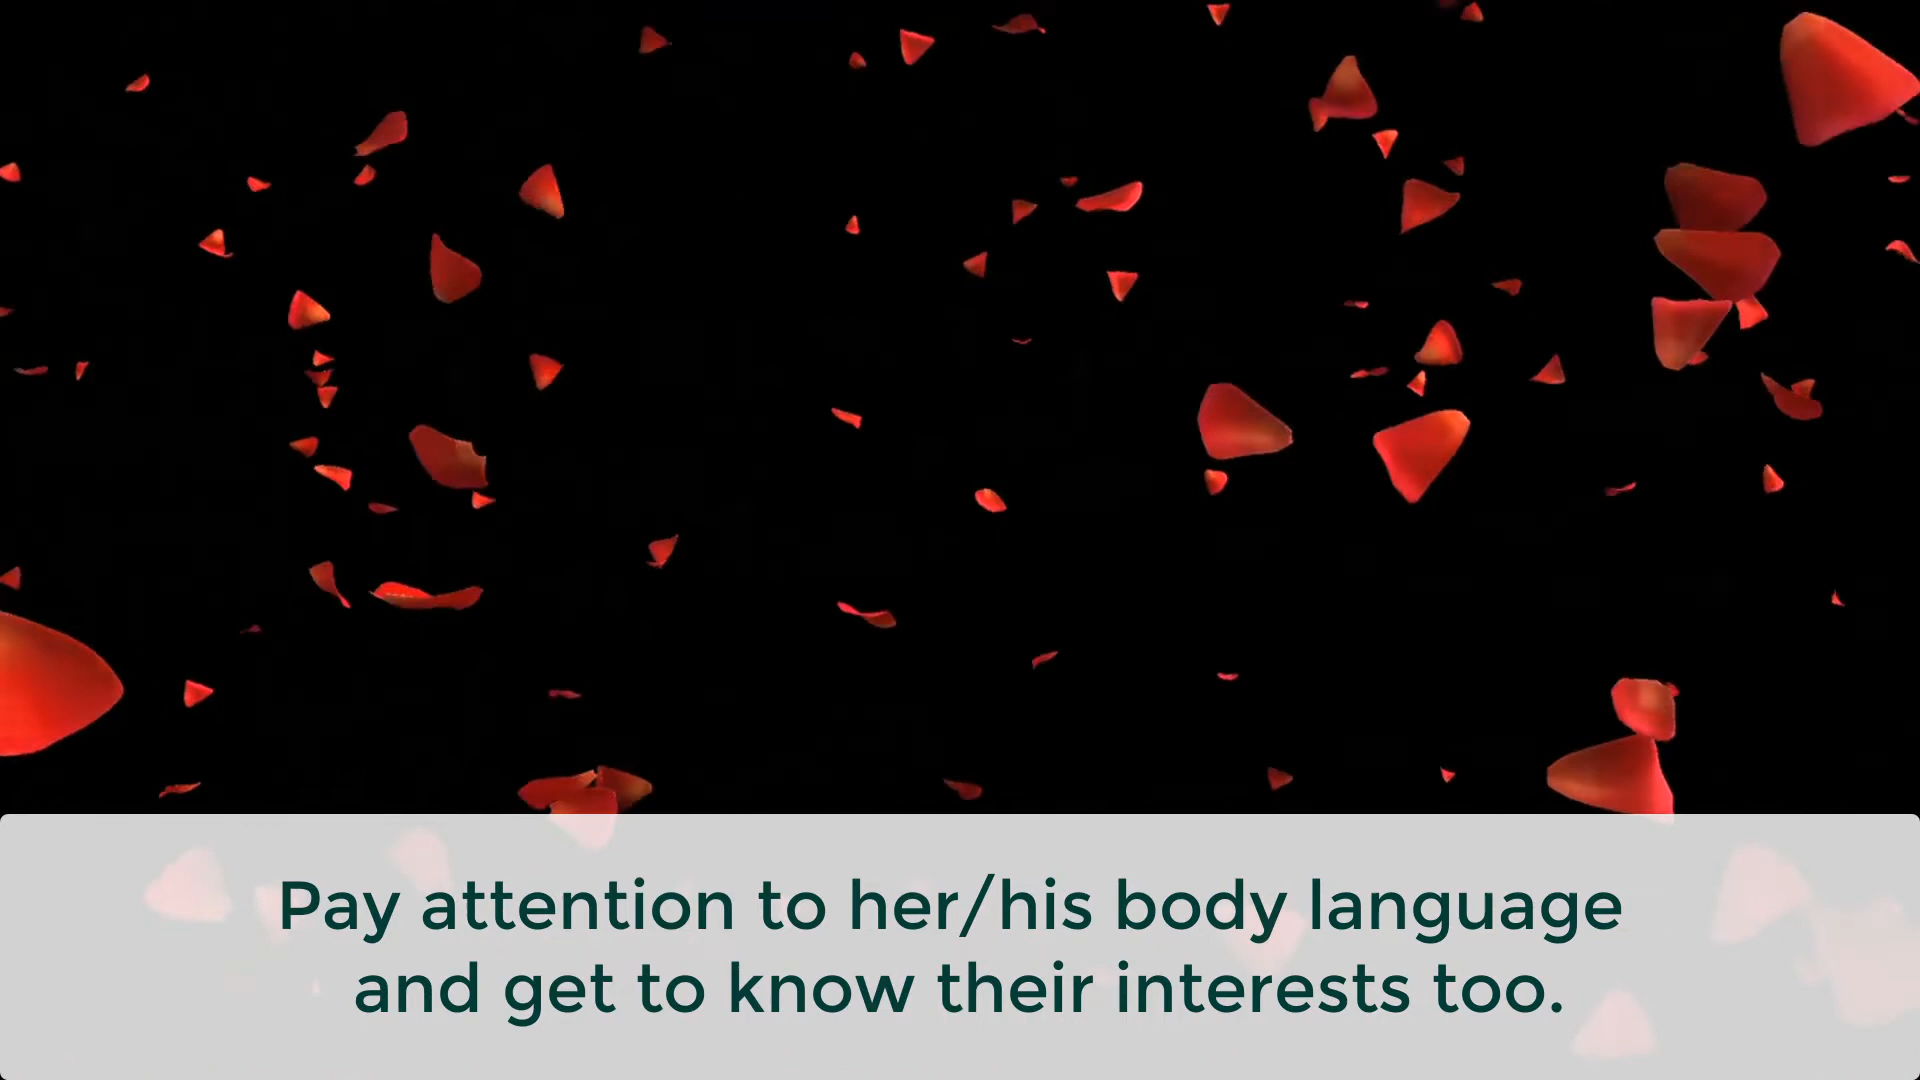 Pay attention to her/his body language
and get to know their interests too.